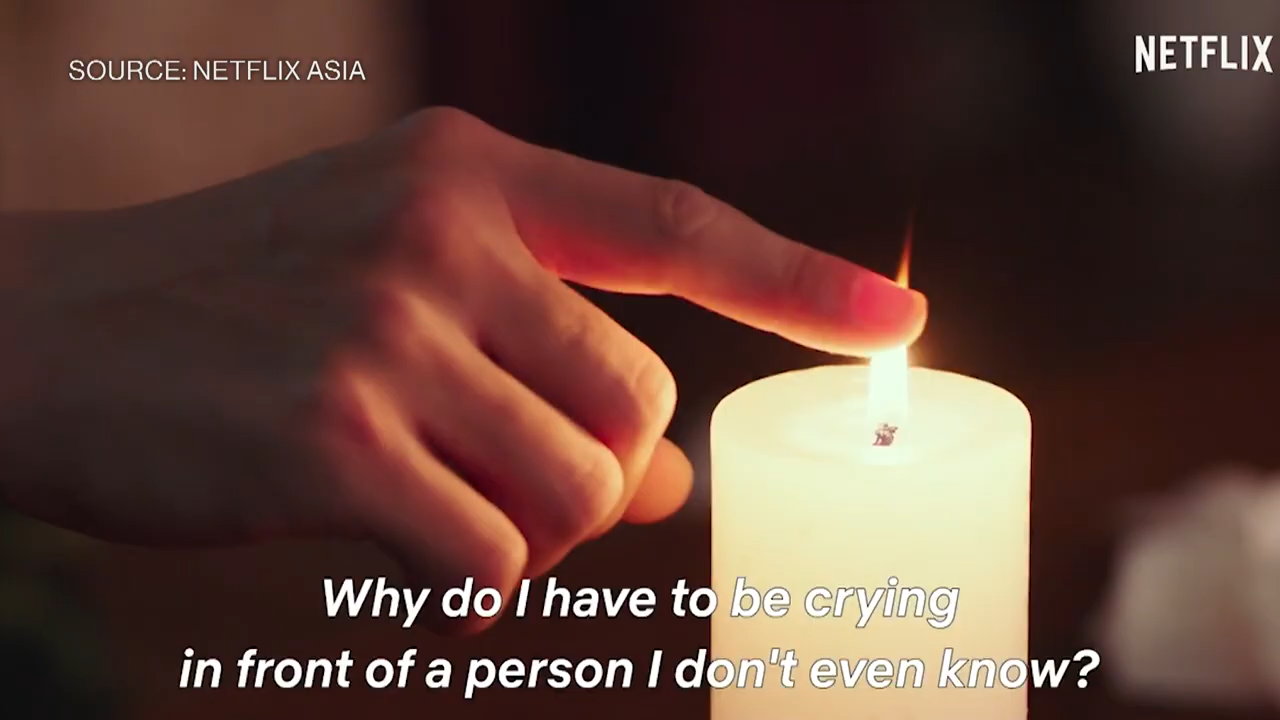 SOURCE: NETFLIX ASIA
NETFLIX
Why do I have to be crying
in front of a person I don't even know?